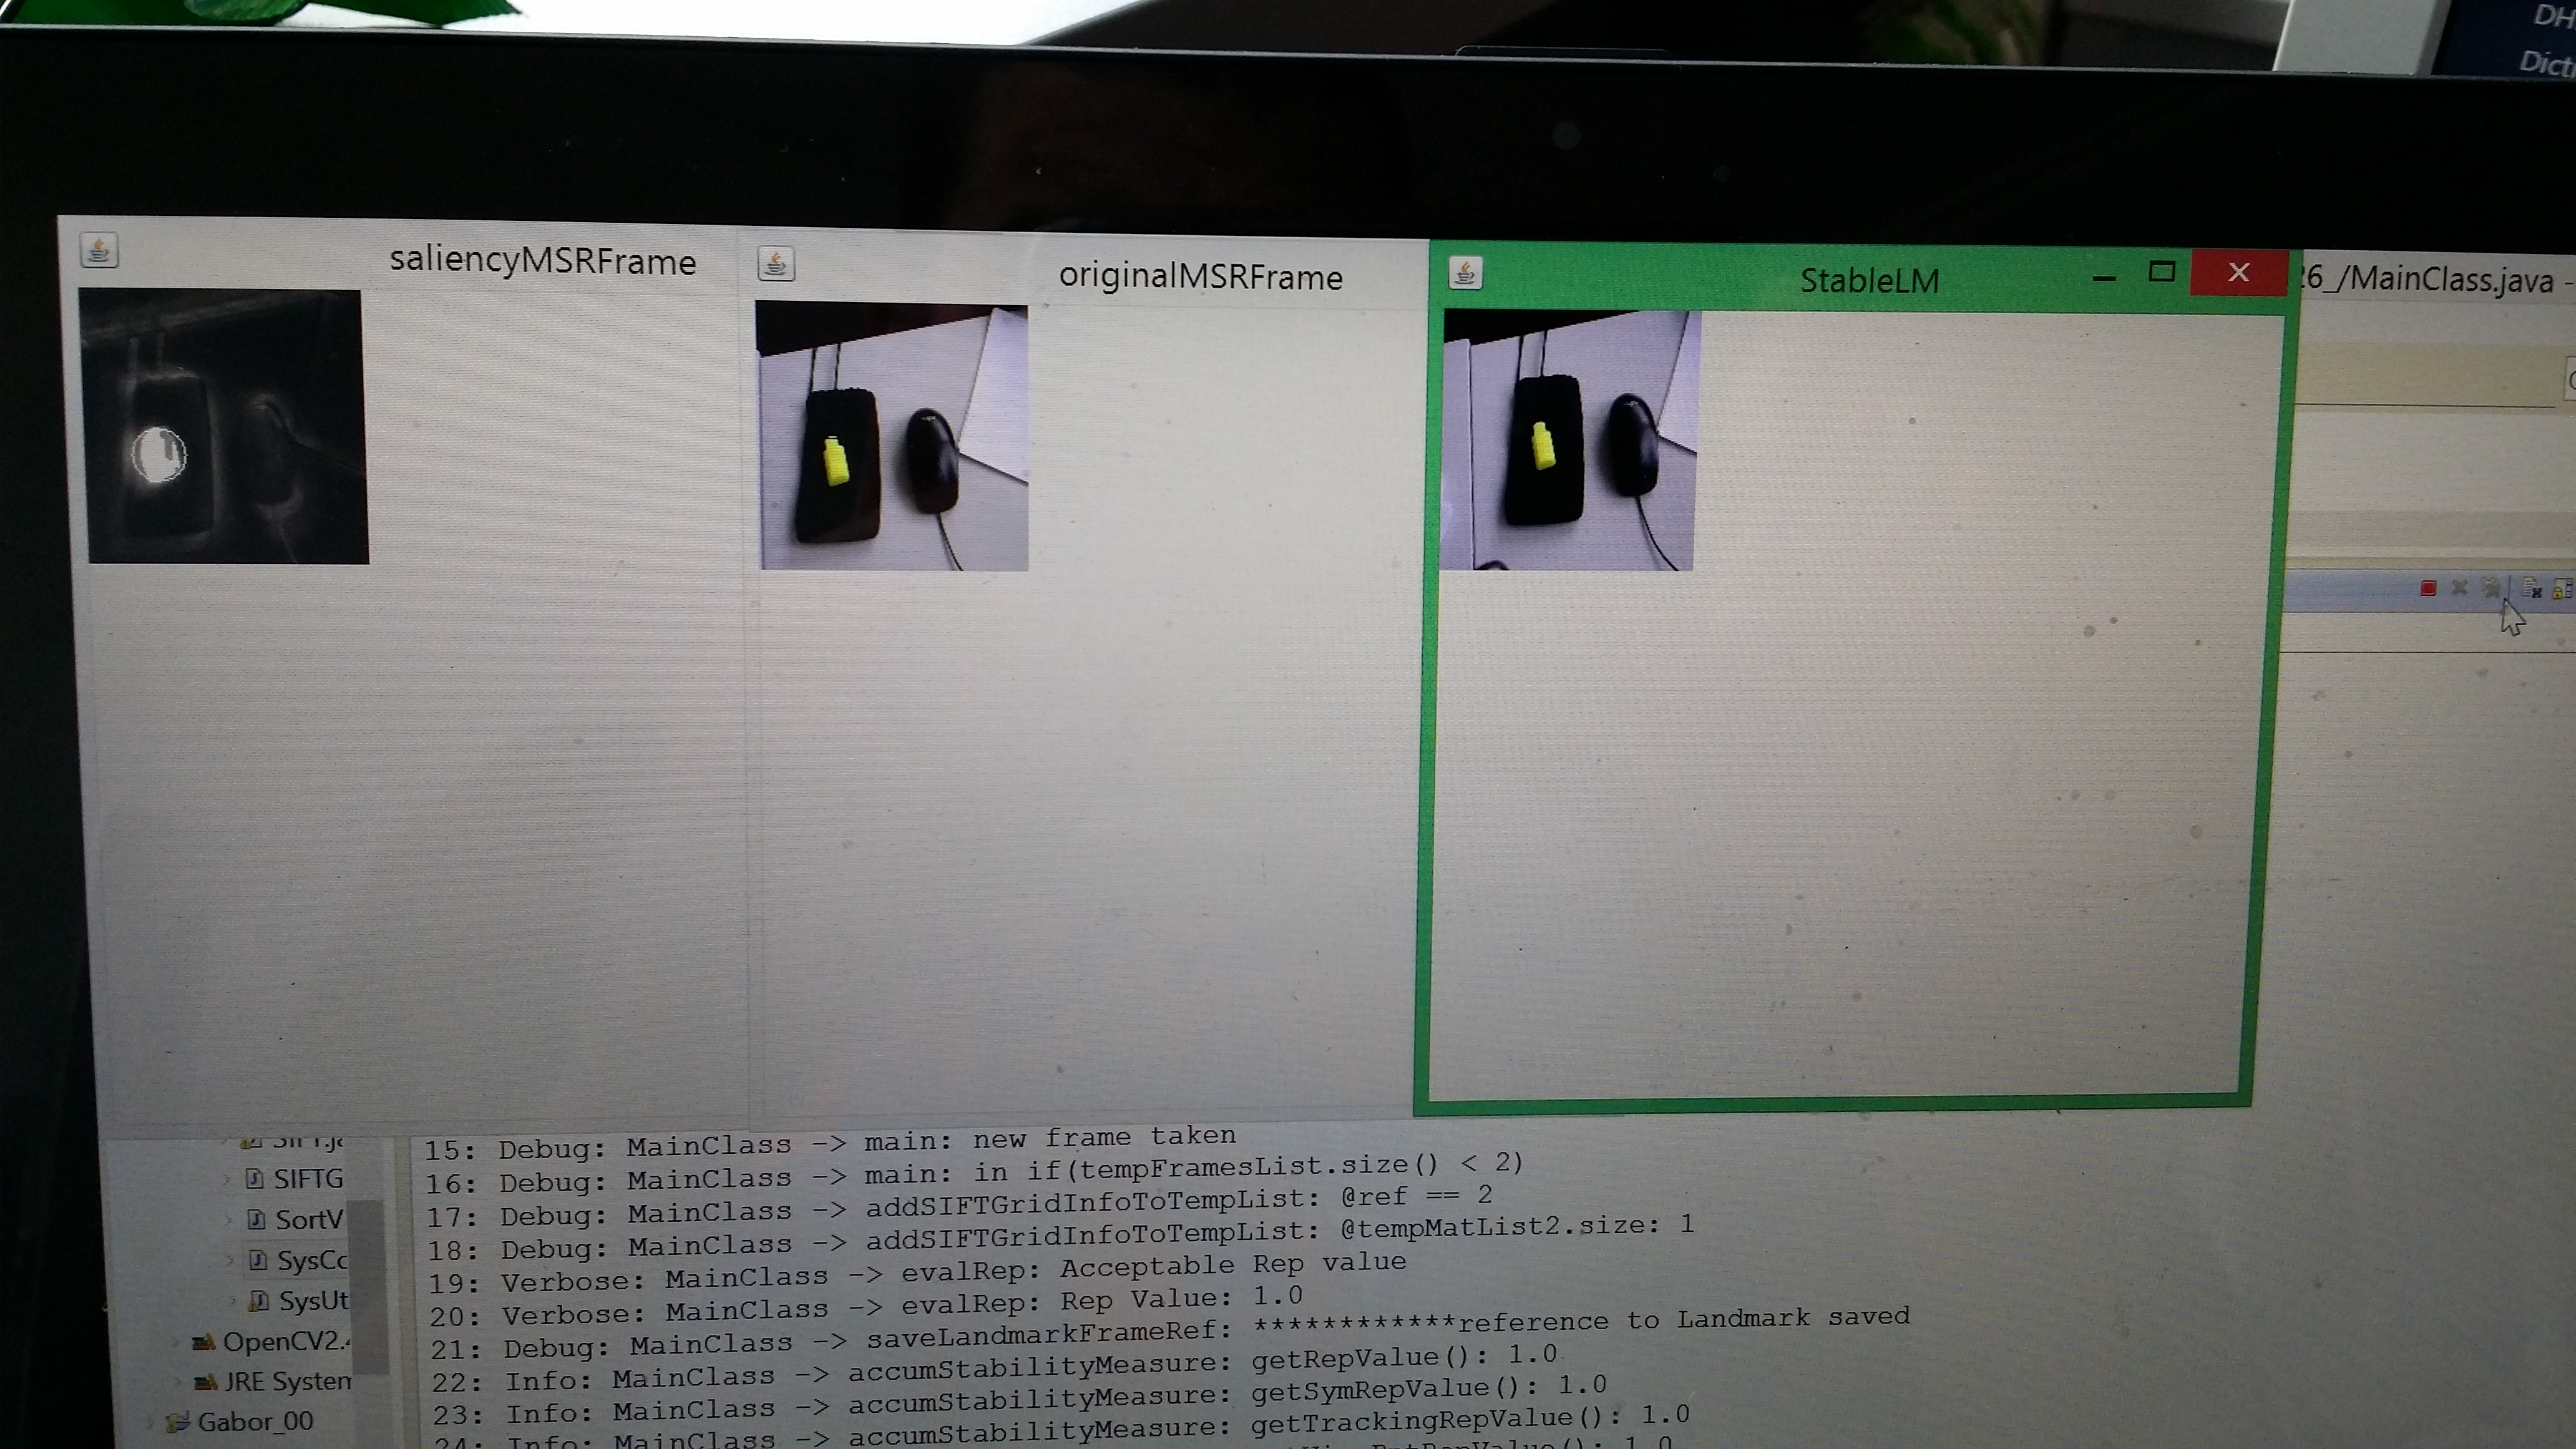 DH
Dict
saliencyMSRFrame
originalMSRFrame
StableLM
26_/MainClass.java -
SIFTG
SortV
SysCc
SysUt
OpenCV2.4
JRE System
Gabor_00
15: Debug: MainClass -> main: new frame taken
16: Debug: MainClass -> main: in if(tempFramesList.size() < 2)
17: Debug: MainClass -> addSIFTGridInfoToTempList: @ref == 2
18: Debug: MainClass -> addSIFTGridInfoToTempList: @tempMatList2.size: 1
19: Verbose: MainClass -> evalRep: Acceptable Rep value
20: Verbose: MainClass -> evalRep: Rep Value: 1.0
21: Debug: MainClass -> saveLandmarkFrameRef: ************reference to Landmark saved
22: Info: MainClass -> accumStabilityMeasure: getRepValue(): 1.0
23: Info: MainClass -> accumStabilityMeasure: getSymRepValue(): 1.0
24: Info: MainClass -> accumStabilityMeasure: getTrackingRepValue(): 1.0